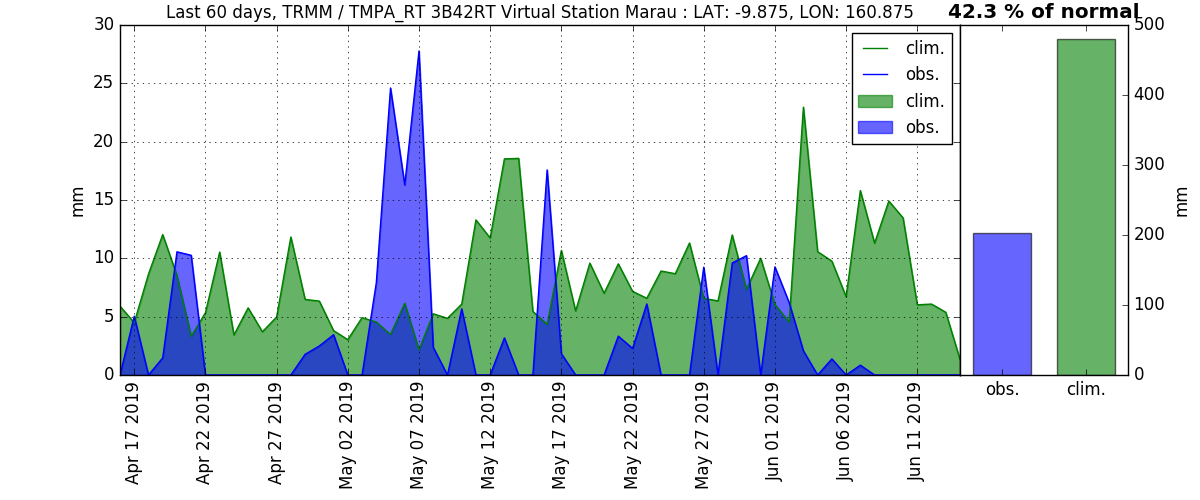 Last 60 days, TRMM / TMPA_RT 3B42RT Virtual Station Marau : LAT: -9.875, LON: 160.875
42.3 % of normal
30
25
20
15
10
5
0
mm
clim.
obs.
clim.
obs.
Apr 17 2019
Apr 22 2019
Apr 27 2019
May 02 2019
May 07 2019
May 12 2019
May 17 2019
May 22 2019
May 27 2019
Jun 01 2019
Jun 06 2019
Jun 11 2019
500
400
300
200
100
0
mm
obs.
clim.